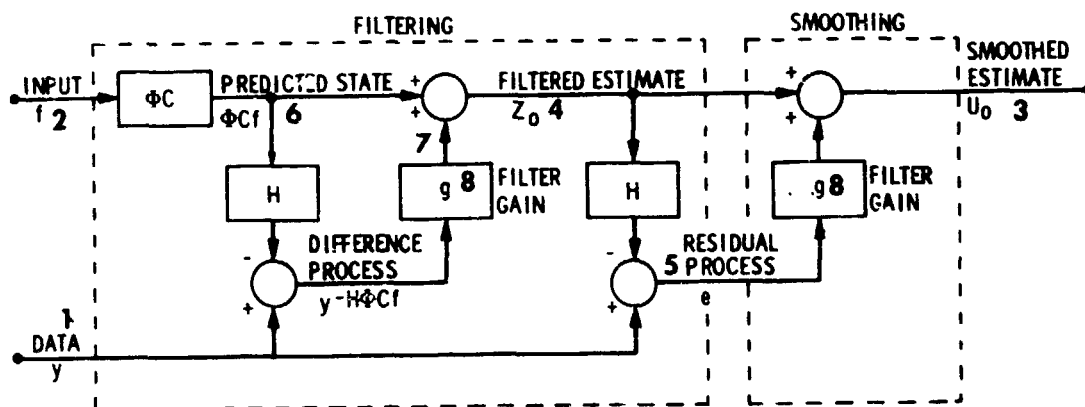 FILTERING
SMOOTHING
INPUT
f 2
ΦC
PREDICTED STATE
ΦCf 6
+
+
7
FILTERED ESTIMATE
Z₀ 4
+
+
SMOOTHED
ESTIMATE
U₀ 3
H
g 8
FILTER
GAIN
H
g8
FILTER
GAIN
-
+
DIFFERENCE
PROCESS
y-HΦCf
-
+
5
RESIDUAL
PROCESS
e
1
DATA
y